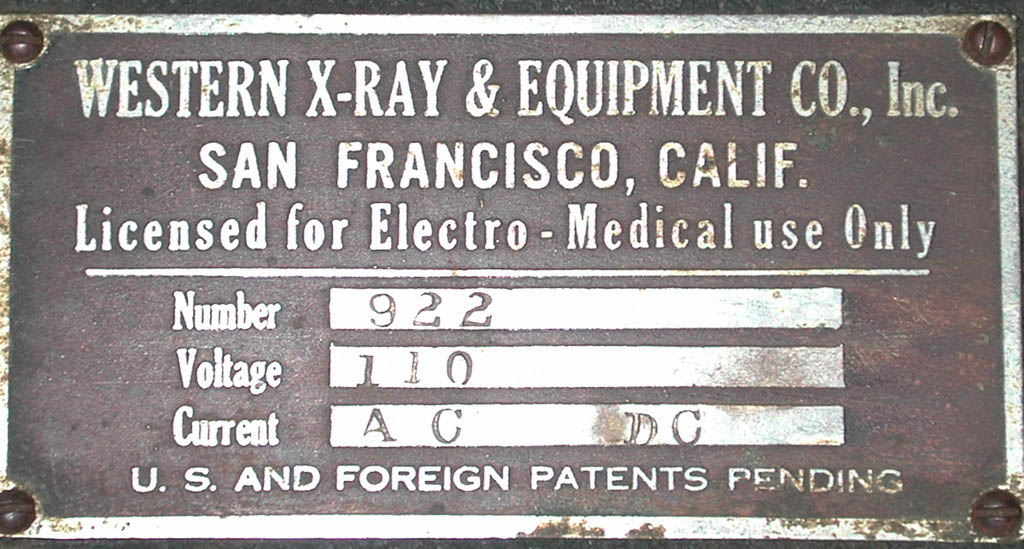 WESTERN X-RAY & EQUIPMENT CO., Inc.
SAN FRANCISCO, CALIF.
Licensed for Electro - Medical use Only
Number 922
Voltage 110
Current AC DC
U. S. AND FOREIGN PATENTS PENDING